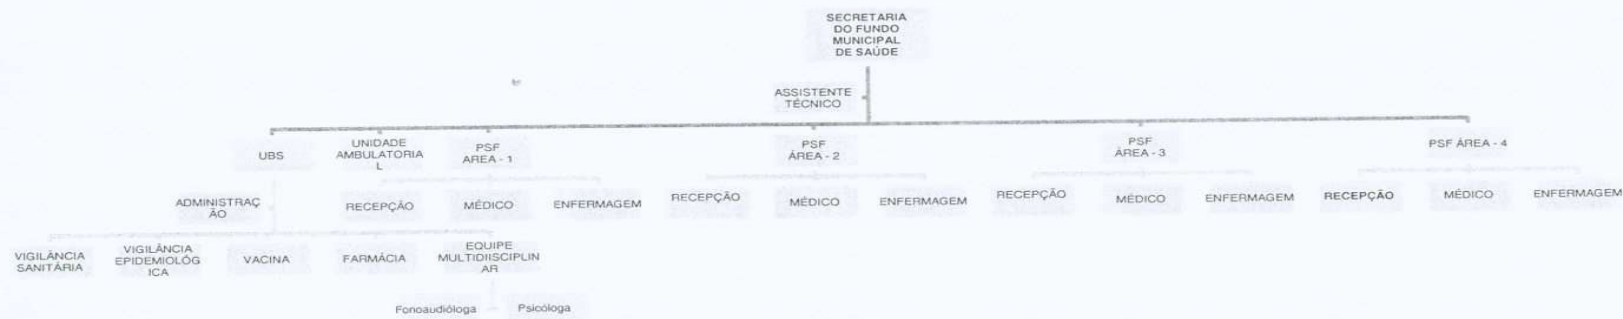 SECRETARIA
DO FUNDO
MUNICIPAL
DE SAÚDE
ASSISTENTE
TÉCNICO
UBS
UNIDADE
AMBULATORIA
L
PSF
AREA - 1
PSF
ÁREA - 2
PSF
ÁREA - 3
PSF ÁREA - 4
ADMINISTRAÇ
ÃO
RECEPÇÃO
MÉDICO
ENFERMAGEM
RECEPÇÃO
MÉDICO
ENFERMAGEM
RECEPÇÃO
MÉDICO
ENFERMAGEM
RECEPÇÃO
MÉDICO
ENFERMAGEM
VIGILÂNCIA
SANITÁRIA
VIGILÂNCIA
EPIDEMIOLÓG
ICA
VACINA
FARMÁCIA
EQUIPE
MULTIDIISCIPLIN
AR
Fonoaudióloga
Psicóloga